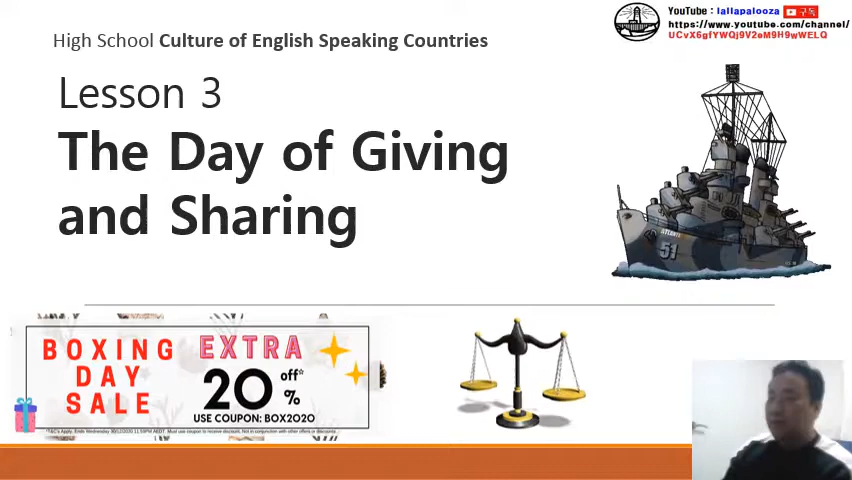 High School Culture of English Speaking Countries
YouTube : lallapalooza 구독
https://www.youtube.com/channel/
UCvX6gfYWQj9V2eM9H9wWELQ
Lesson 3
The Day of Giving
and Sharing
ATLANTA
51
BOXING
DAY
SALE
EXTRA
20 off* %
USE COUPON: BOX2020